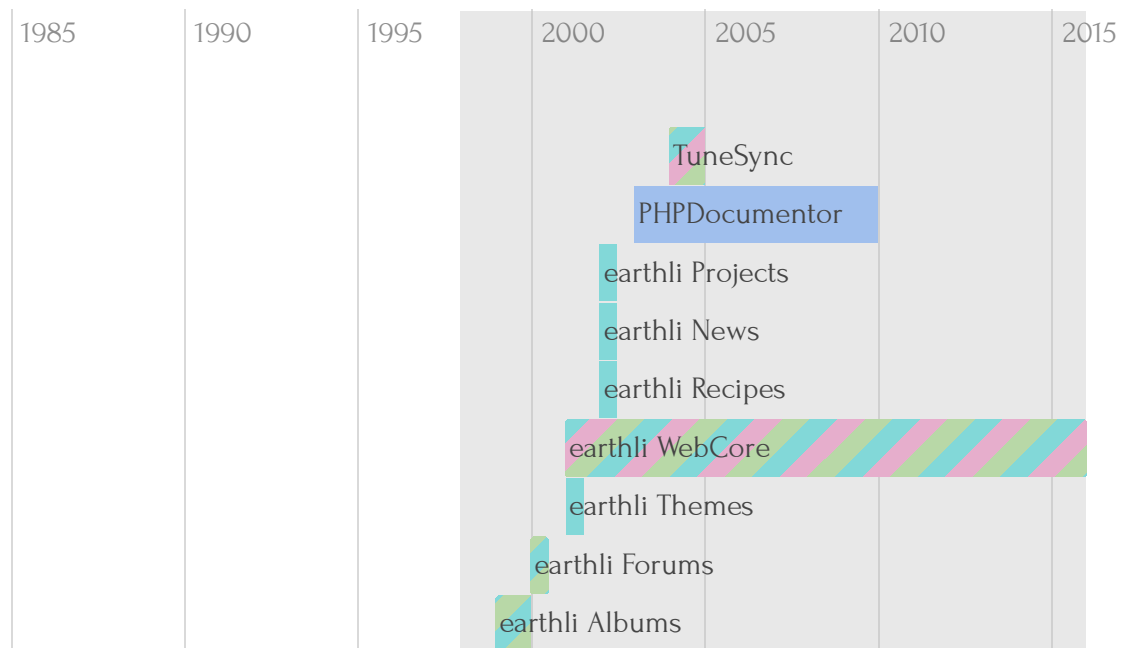 1985 1990 1995 2000 2005 2010 2015
TuneSync
PHPDocumentor
earthli Projects
earthli News
earthli Recipes
earthli WebCore
earthli Themes
earthli Forums
earthli Albums